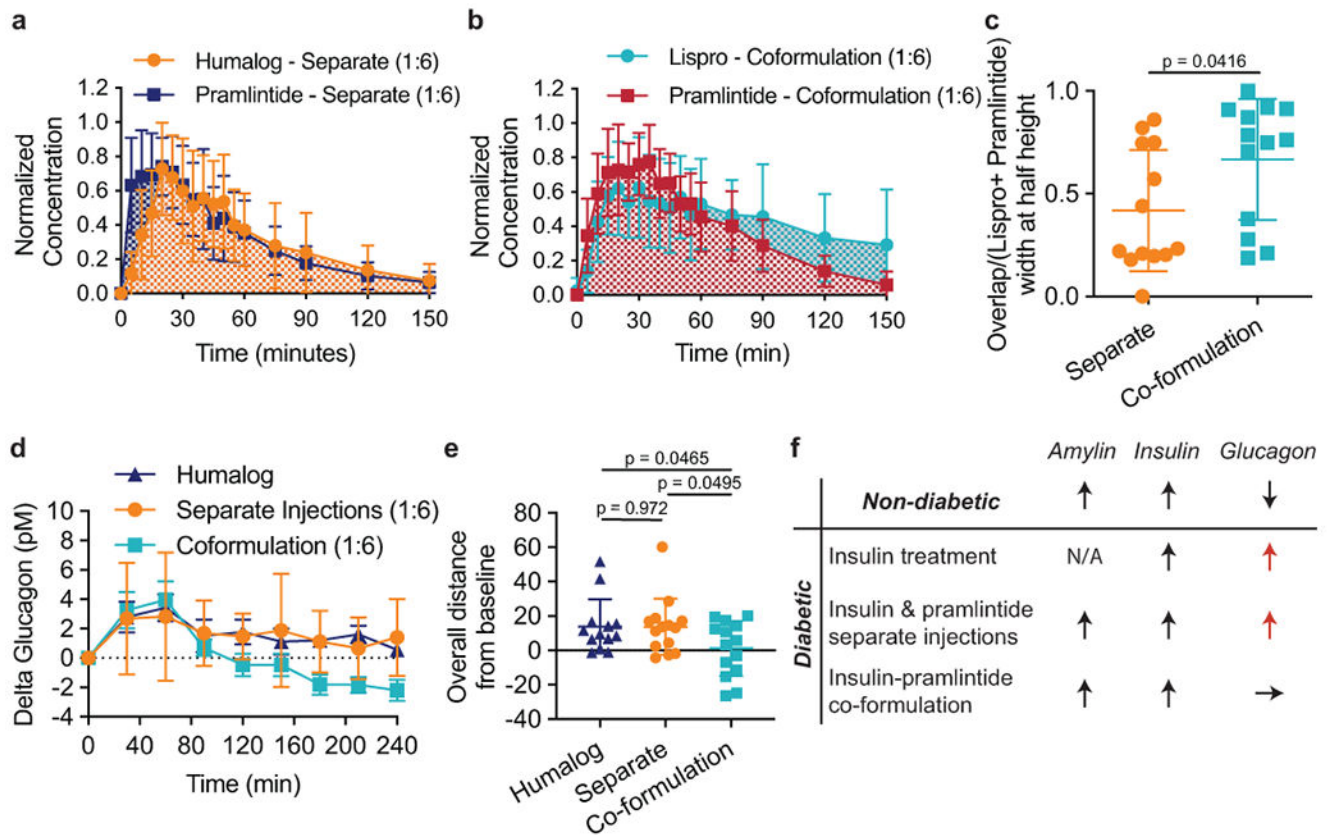 a
Humalog - Separate (1:6)
Pramlintide - Separate (1:6)
Normalized
Concentration
1.2
1.0
0.8
0.6
0.4
0.2
0.0
0 30 60 90 120 150
Time (minutes)
b
Lispro - Coformulation (1:6)
Pramlintide - Coformulation (1:6)
Normalized
Concentration
1.2
1.0
0.8
0.6
0.4
0.2
0.0
0 30 60 90 120 150
Time (min)
c
Overlap/(Lispro+ Pramlintide)
width at half height
p = 0.0416
1.0
0.5
0.0
Separate
Co-formulation
d
Humalog
Separate Injections (1:6)
Coformulation (1:6)
Delta Glucagon (pM)
10
8
6
4
2
0
-2
-4
0 40 80 120 160 200 240
Time (min)
e
p = 0.0465
p = 0.0495
p = 0.972
Overall distance
from baseline
80
60
40
20
0
-20
-40
Humalog
Separate
Co-formulation
f
Amylin Insulin Glucagon
Non-diabetic ↑ ↑ ↓
Diabetic
Insulin treatment N/A ↑ ↑
Insulin & pramlintide
separate injections ↑ ↑ ↑
Insulin-pramlintide
co-formulation ↑ ↑ →